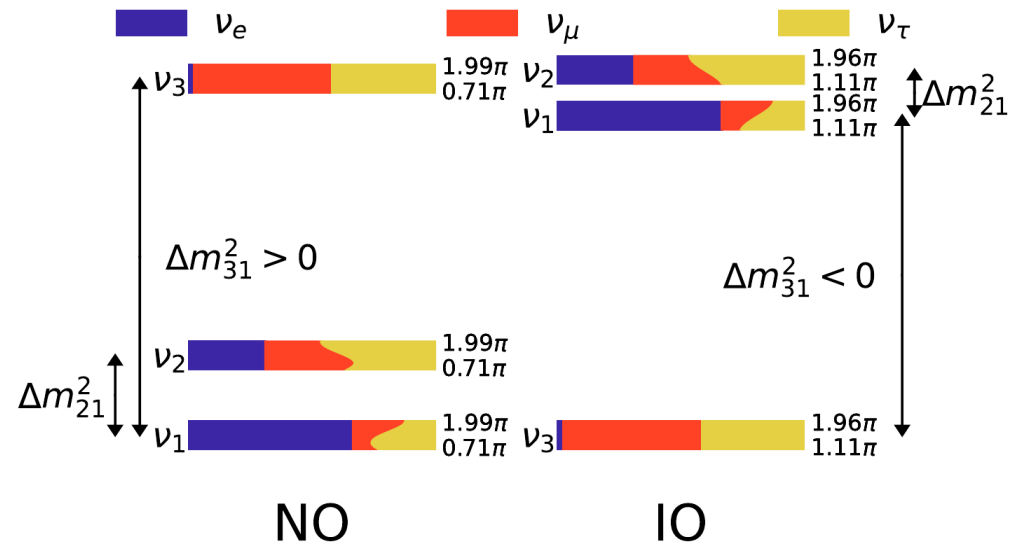 νe νμ ντ
ν3 1.99π
0.71π
Δm²31 > 0
ν2 1.99π
0.71π
Δm²21
ν1 1.99π
0.71π
NO
ν2 1.96π
1.11π
Δm²21
ν1 1.96π
1.11π
Δm²31 < 0
ν3 1.96π
1.11π
IO